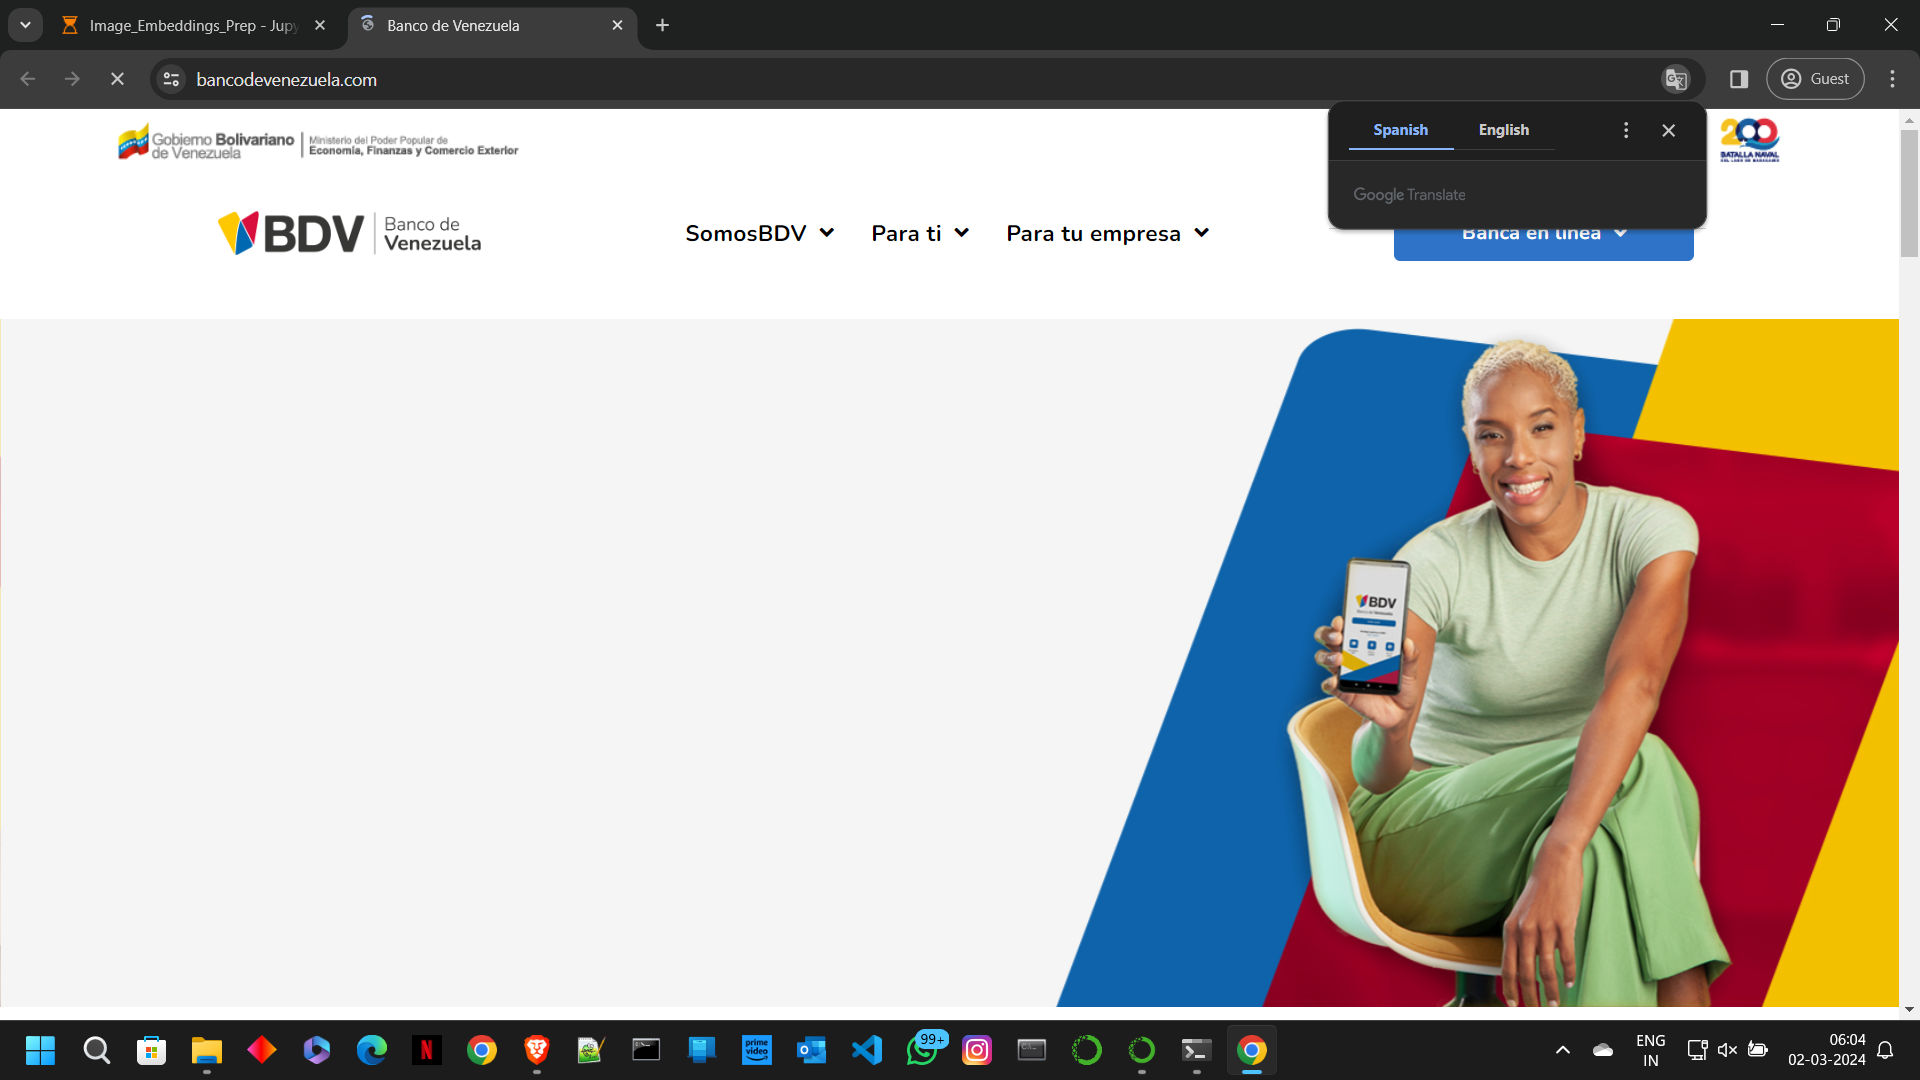 Image_Embeddings_Prep - Jupy
Banco de Venezuela
bancodevenezuela.com
Guest
Gobierno Bolivariano
de Venezuela
Ministerio del Poder Popular de
Economía, Finanzas y Comercio Exterior
Spanish
English
Google Translate
200
BATALLA NAVAL
BDV
Banco de
Venezuela
SomosBDV
Para ti
Para tu empresa
Banca en línea
BDV
99+
prime
video
ENG
IN
06:04
02-03-2024